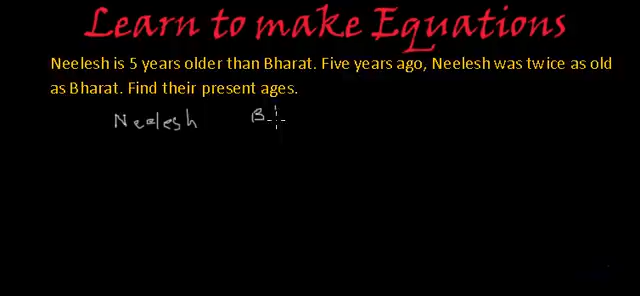 Learn to make Equations
Neelesh is 5 years older than Bharat. Five years ago, Neelesh was twice as old
as Bharat. Find their present ages.
Neelesh B